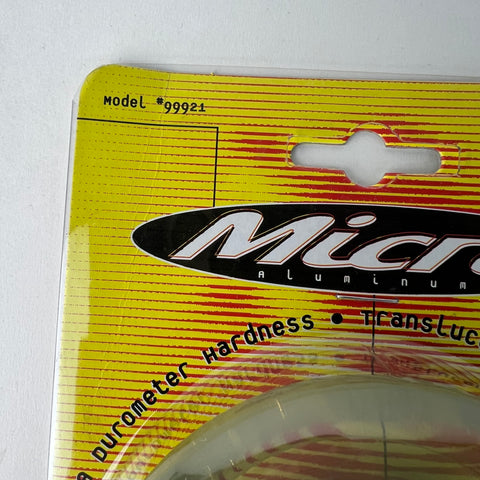 Model #99921
Micr
Aluminum
A Durometer Hardness • Transluc